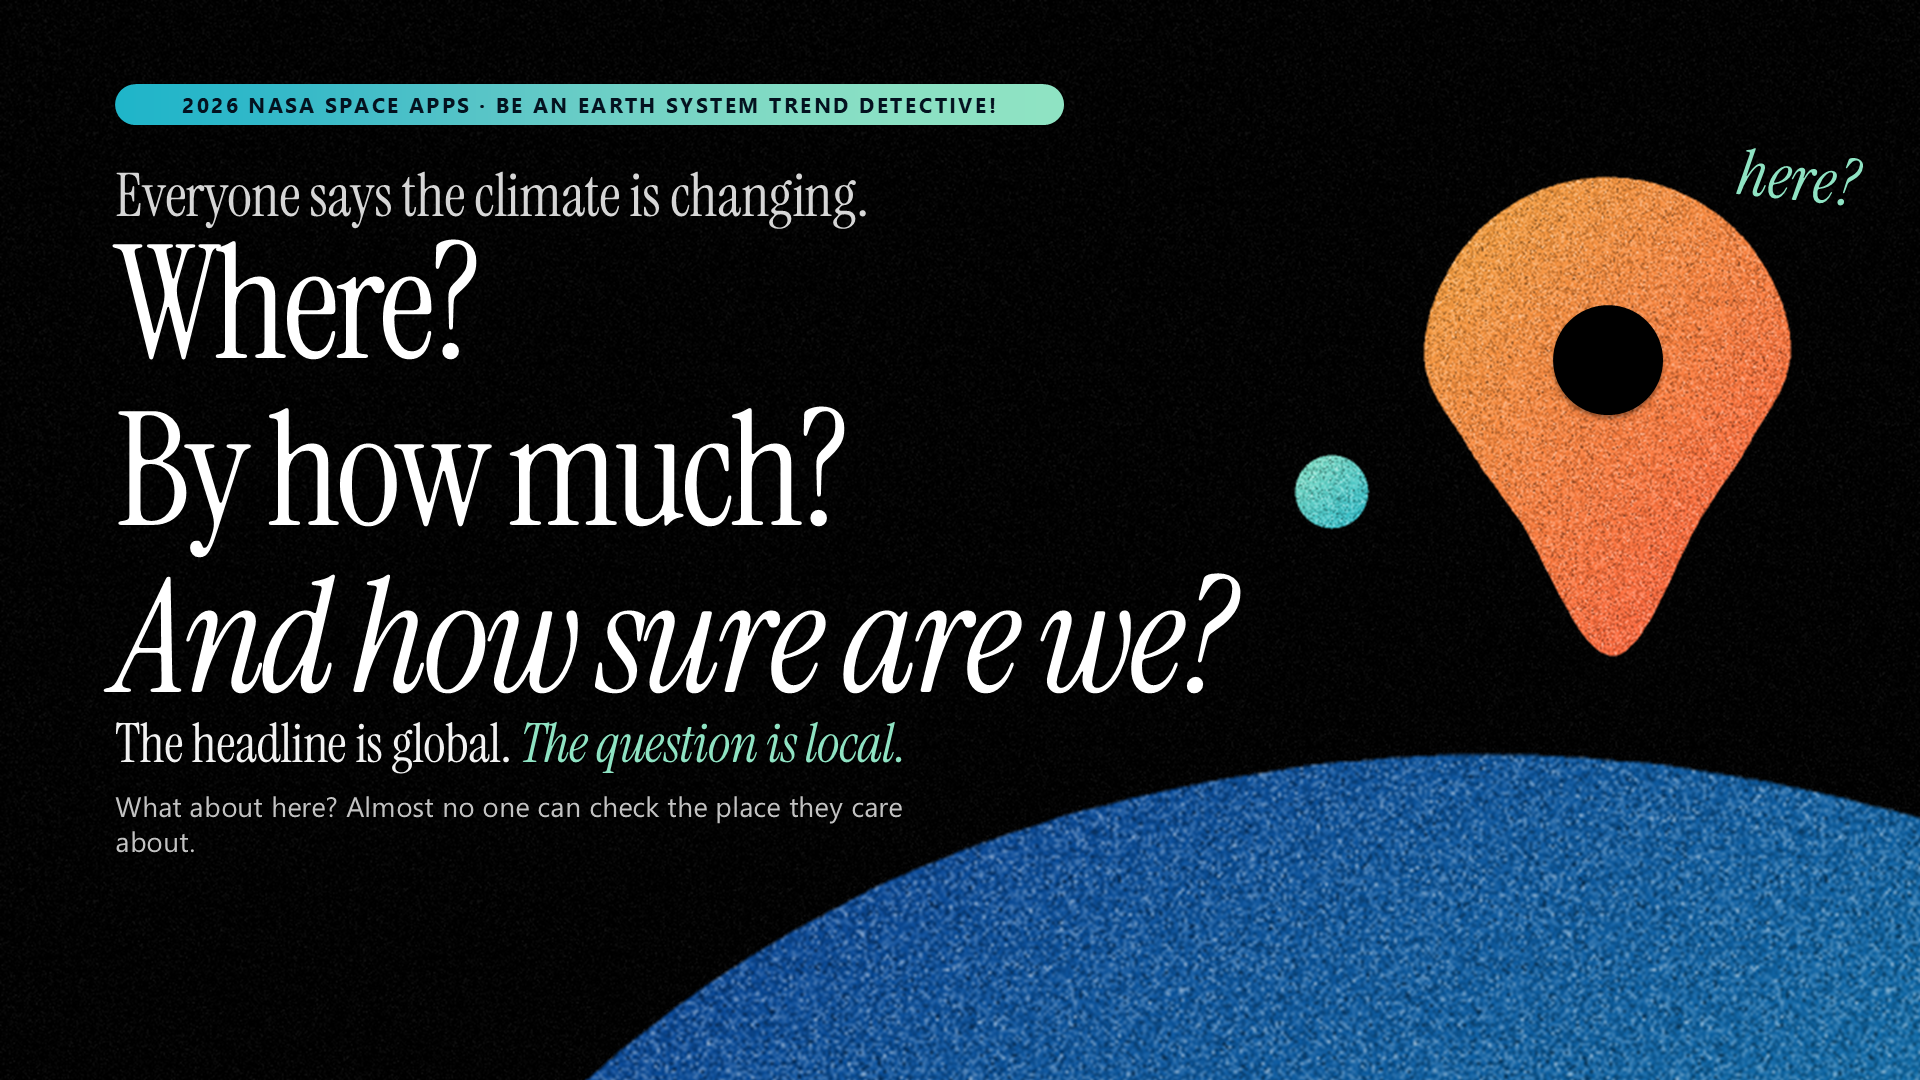 2026 NASA SPACE APPS · BE AN EARTH SYSTEM TREND DETECTIVE!
here?
Everyone says the climate is changing.
Where?
By how much?
And how sure are we?
The headline is global. The question is local.
What about here? Almost no one can check the place they care
about.